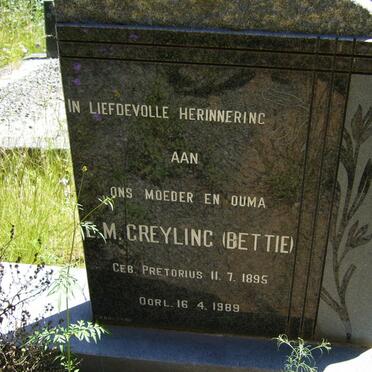 IN LIEFDEVOLLE HERINNERING
AAN
ONS MOEDER EN OUMA
E.M. GREYLING (BETTIE)
GEB. PRETORIUS 11. 7. 1895
OORL. 16. 4. 1989